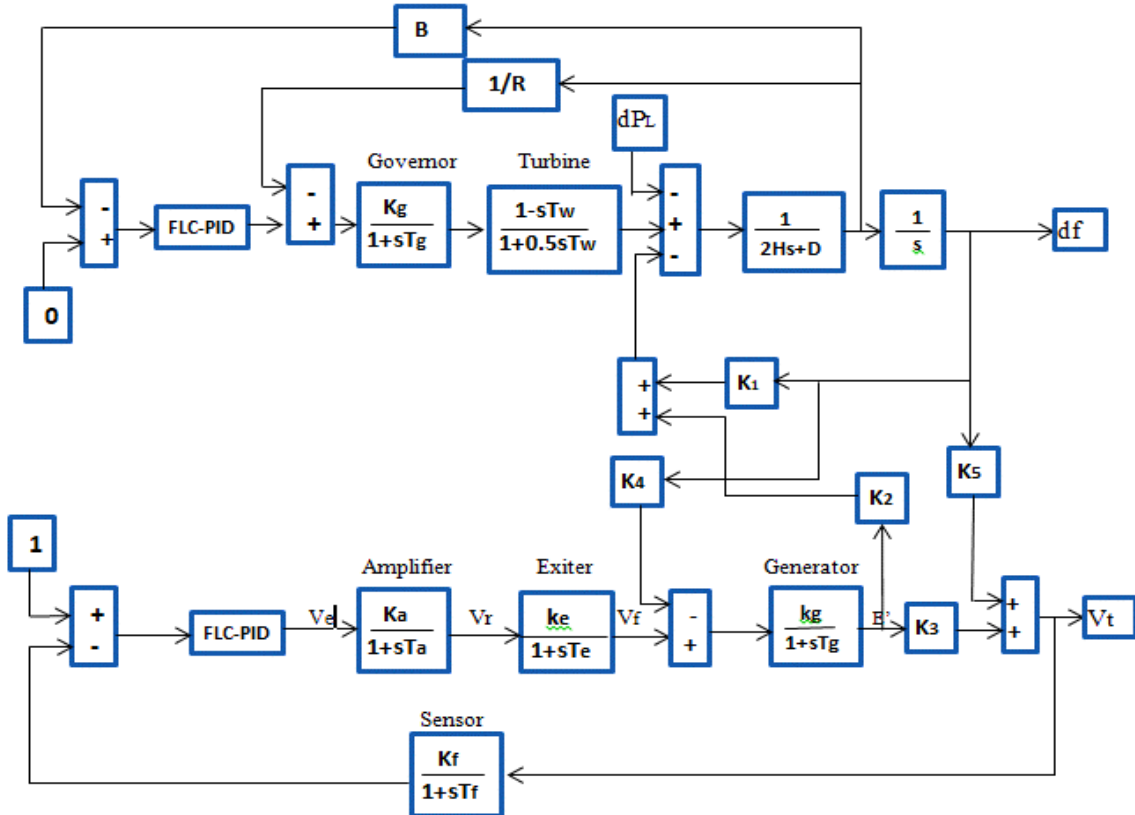 B
1/R
dPL
Governor
Turbine
-
+
FLC-PID
-
+
Kg
1+sTg
1-sTw
1+0.5sTw
-
+
-
1
2Hs+D
1
s
df
0
+
+
K1
K4
K2
K5
1
Amplifier
Exiter
Generator
+
-
FLC-PID
Ve
Ka
1+sTa
Vr
ke
1+sTe
Vf
-
+
kg
1+sTg
E'
K3
+
+
Vt
Sensor
Kf
1+sTf